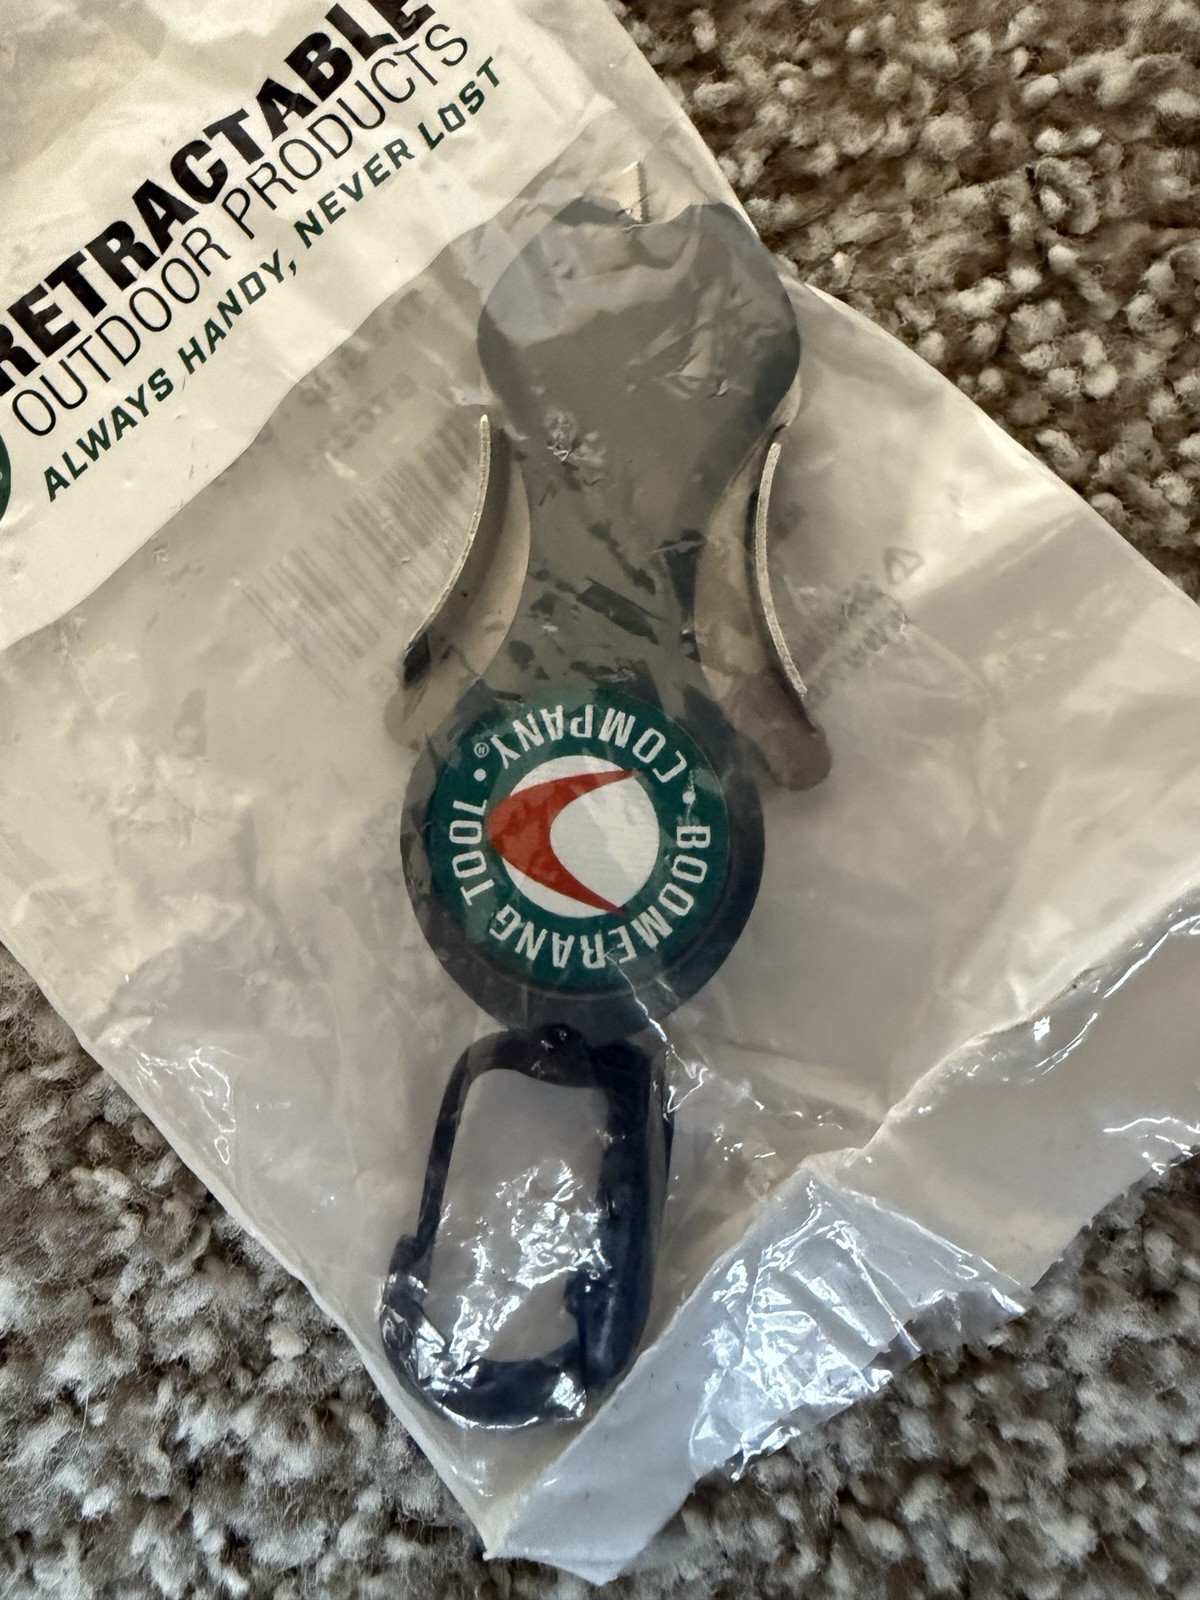 RETRACTABLE
OUTDOOR PRODUCTS
ALWAYS HANDY, NEVER LOST
BOOMERANG TOOL COMPANY®